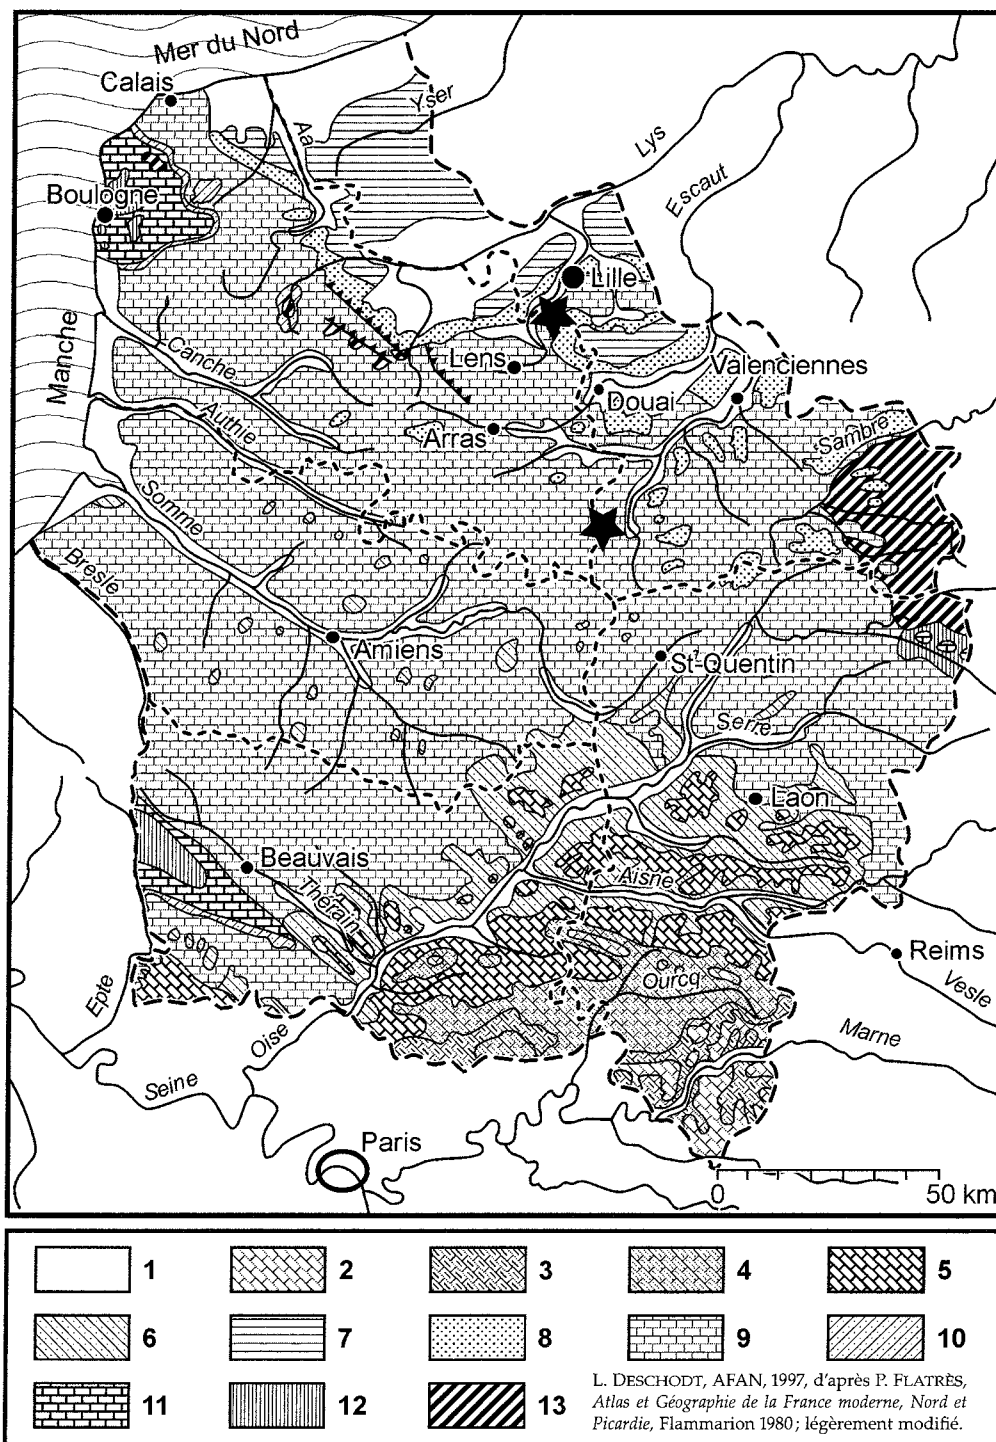 Mer du Nord
Calais
Aa
Yser
Lys
Escaut
Boulogne
Lille
Manche
Canche
Lens
Valenciennes
Douai
Authie
Arras
Sambre
Somme
Bresle
Amiens
St-Quentin
Serre
Laon
Beauvais
Thérain
Aisne
Reims
Ourcq
Vesle
Epte
Oise
Marne
Seine
Paris
0 50 km
1 2 3 4 5
6 7 8 9 10
11 12 13
L. DESCHODT, AFAN, 1997, d'après P. FLATRÈS,
Atlas et Géographie de la France moderne, Nord et
Picardie, Flammarion 1980; légèrement modifié.